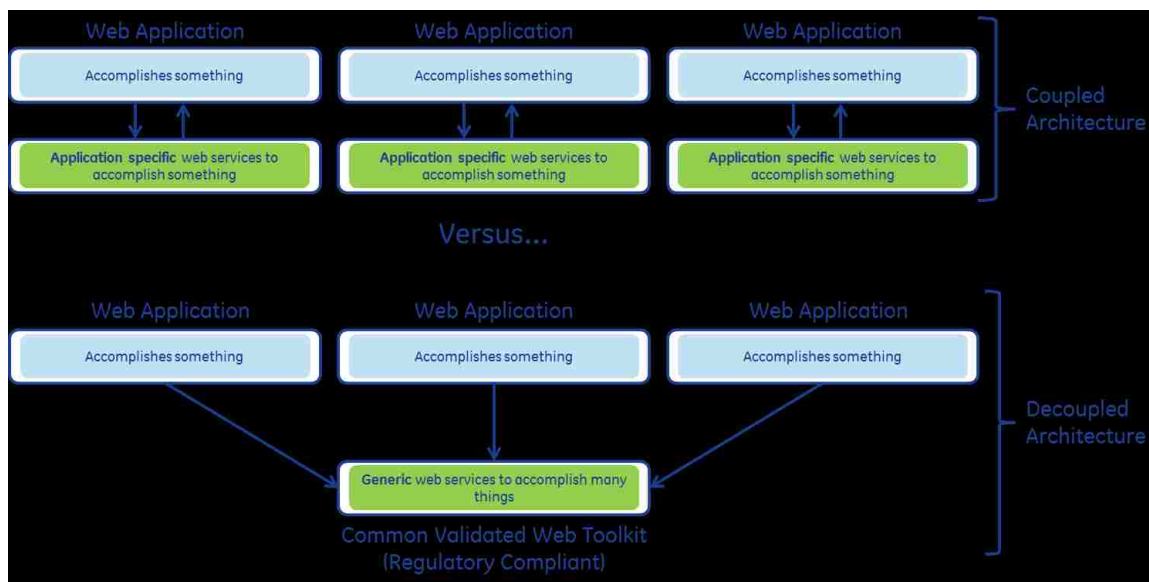 Web Application
Web Application
Web Application
Accomplishes something
Accomplishes something
Accomplishes something
Coupled
Architecture
Application specific web services to
accomplish something
Application specific web services to
accomplish something
Application specific web services to
accomplish something
Versus...
Web Application
Web Application
Web Application
Accomplishes something
Accomplishes something
Accomplishes something
Decoupled
Architecture
Generic web services to accomplish many
things
Common Validated Web Toolkit
(Regulatory Compliant)